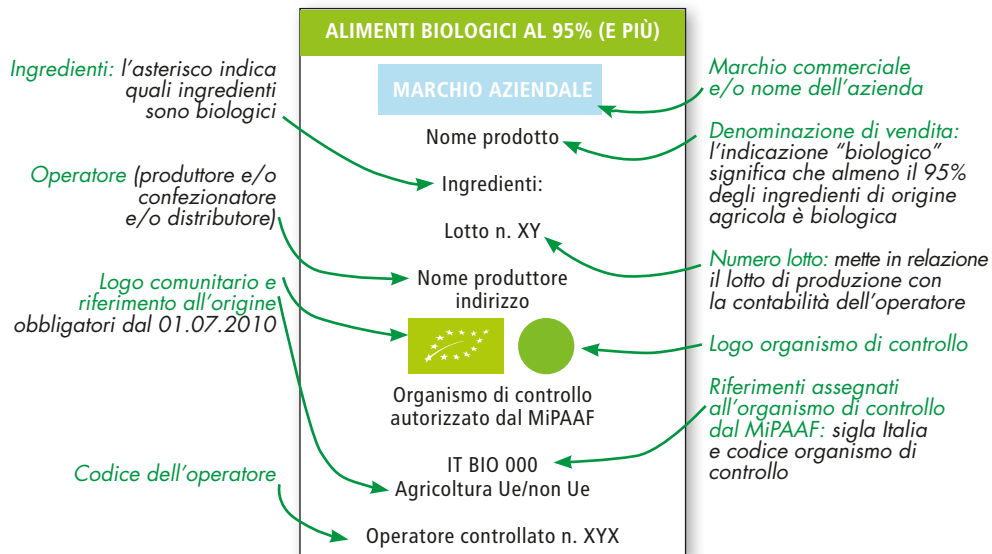 ALIMENTI BIOLOGICI AL 95% (E PIÙ)
Ingredienti: l’asterisco indica
quali ingredienti
sono biologici
Operatore (produttore e/o
confezionatore
e/o distributore)
Logo comunitario e
riferimento all’origine
obbligatori dal 01.07.2010
Codice dell’operatore
MARCHIO AZIENDALE
Nome prodotto
Ingredienti:
Lotto n. XY
Nome produttore
indirizzo
Organismo di controllo
autorizzato dal MiPAAF
IT BIO 000
Agricoltura Ue/non Ue
Operatore controllato n. XYX
Marchio commerciale
e/o nome dell’azienda
Denominazione di vendita:
l’indicazione “biologico”
significa che almeno il 95%
degli ingredienti di origine
agricola è biologica
Numero lotto: mette in relazione
il lotto di produzione con
la contabilità dell’operatore
Logo organismo di controllo
Riferimenti assegnati
all’organismo di controllo
dal MiPAAF: sigla Italia
e codice organismo di
controllo